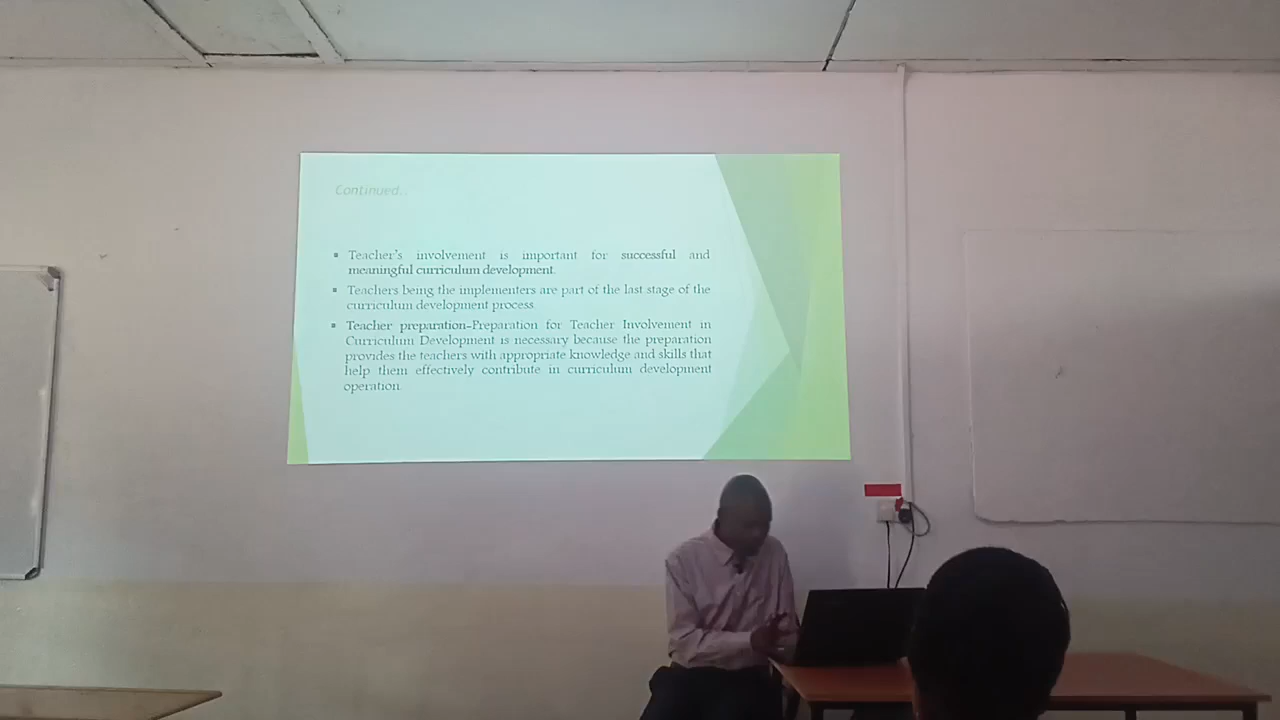 Continued..
▪ Teacher's involvement is important for successful and
meaningful curriculum development.
▪ Teachers being the implementers are part of the last stage of the
curriculum development process
▪ Teacher preparation-Preparation for Teacher Involvement in
Curriculum Development is necessary because the preparation
provides the teachers with appropriate knowledge and skills that
help them effectively contribute in curriculum development
operation.